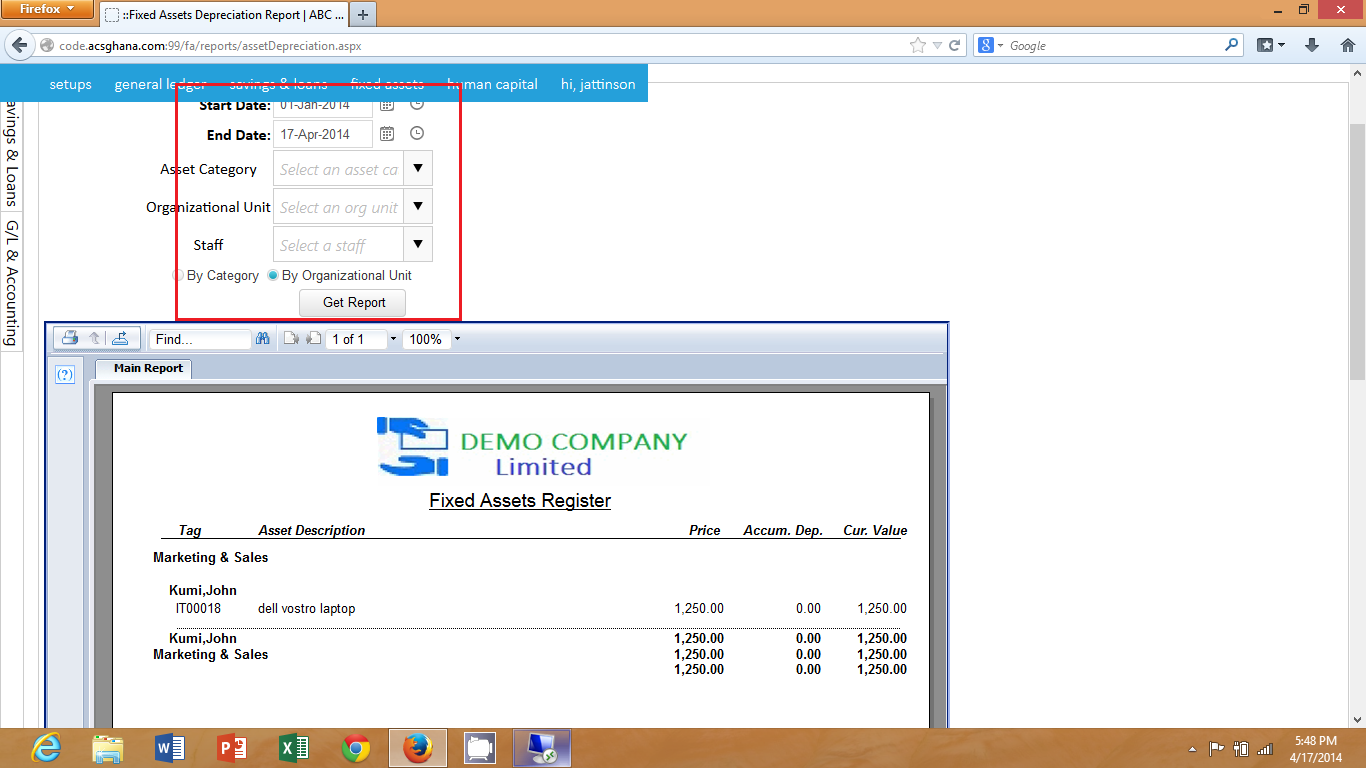 Firefox
::Fixed Assets Depreciation Report | ABC ...
code.acsghana.com:99/fa/reports/assetDepreciation.aspx
Google
setups general ledger savings & loans fixed assets human capital hi, jattinson
Start Date: 01-Jan-2014
End Date: 17-Apr-2014
Asset Category Select an asset ca
Organizational Unit Select an org unit
Staff Select a staff
By Category By Organizational Unit
Get Report
avings & Loans
G/L & Accounting
Find... 1 of 1 100%
(?)
Main Report
DEMO COMPANY
Limited
Fixed Assets Register
Tag Asset Description Price Accum. Dep. Cur. Value
Marketing & Sales
Kumi,John
IT00018 dell vostro laptop 1,250.00 0.00 1,250.00
Kumi,John 1,250.00 0.00 1,250.00
Marketing & Sales 1,250.00 0.00 1,250.00
1,250.00 0.00 1,250.00
5:48 PM
4/17/2014